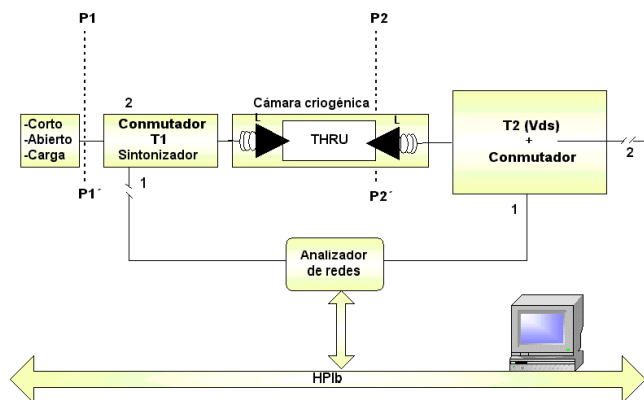 P1
P2
2
Cámara criogénica
-Corto
-Abierto
-Carga
Conmutador
T1
Sintonizador
L
THRU
L
T2 (Vds)
+
Conmutador
2
P1´
1
P2´
1
Analizador
de redes
HPIb